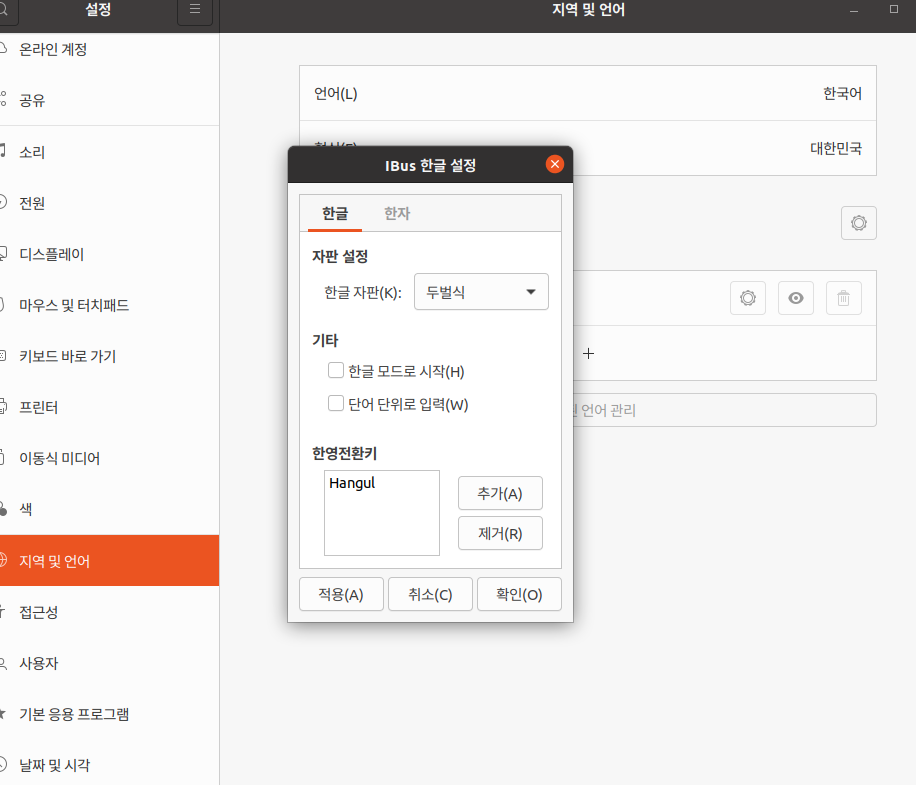 설정
지역 및 언어
온라인 계정
공유
소리
전원
디스플레이
마우스 및 터치패드
키보드 바로 가기
프린터
이동식 미디어
색
지역 및 언어
접근성
사용자
기본 응용 프로그램
날짜 및 시각
언어(L)
한국어
대한민국
IBus 한글 설정
한글
한자
자판 설정
한글 자판(K):
두벌식
기타
한글 모드로 시작(H)
단어 단위로 입력(W)
한영전환키
Hangul
추가(A)
제거(R)
적용(A)
취소(C)
확인(O)
언어 관리